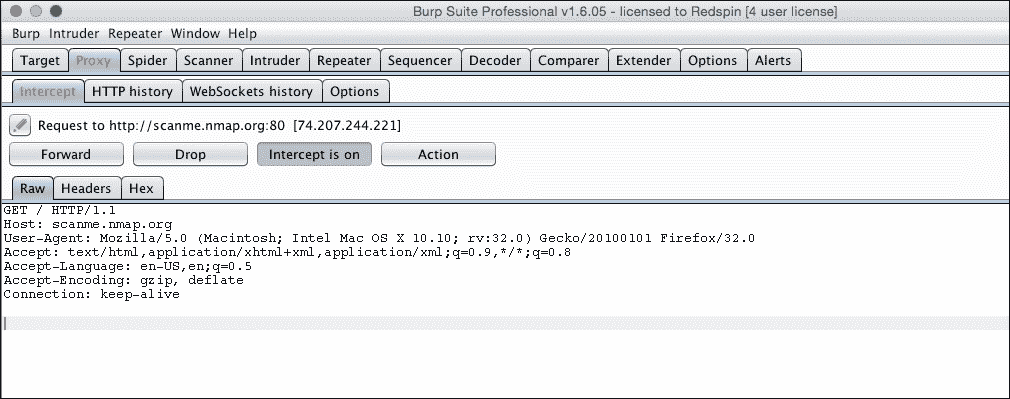 Burp Suite Professional v1.6.05 - licensed to Redspin [4 user license]
Burp Intruder Repeater Window Help
Target Proxy Spider Scanner Intruder Repeater Sequencer Decoder Comparer Extender Options Alerts
Intercept HTTP history WebSockets history Options
Request to http://scanme.nmap.org:80 [74.207.244.221]
Forward Drop Intercept is on Action
Raw Headers Hex
GET / HTTP/1.1
Host: scanme.nmap.org
User-Agent: Mozilla/5.0 (Macintosh; Intel Mac OS X 10.10; rv:32.0) Gecko/20100101 Firefox/32.0
Accept: text/html,application/xhtml+xml,application/xml;q=0.9,*/*;q=0.8
Accept-Language: en-US,en;q=0.5
Accept-Encoding: gzip, deflate
Connection: keep-alive